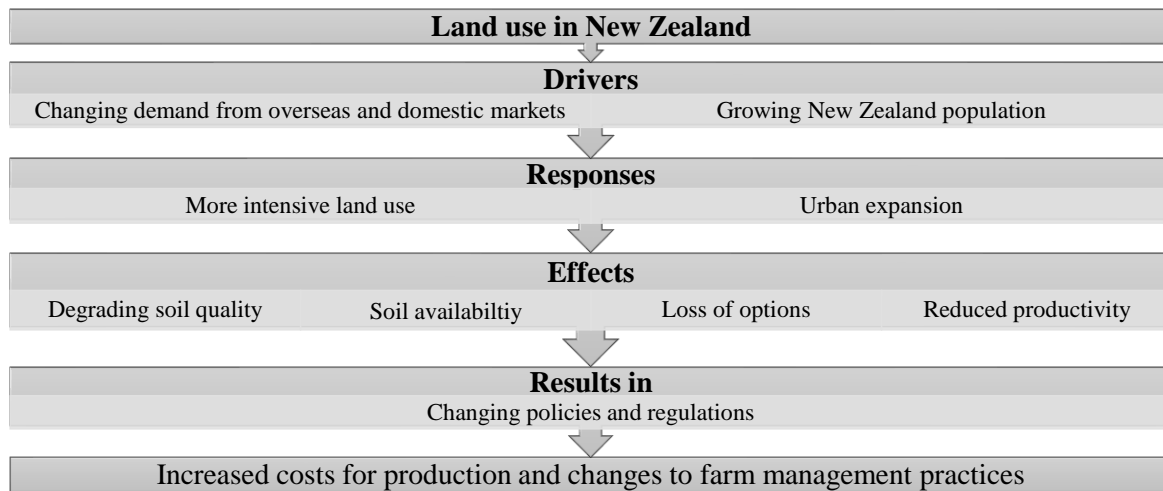 Land use in New Zealand
Drivers
Changing demand from overseas and domestic markets
Growing New Zealand population
Responses
More intensive land use
Urban expansion
Effects
Degrading soil quality
Soil availabiltiy
Loss of options
Reduced productivity
Results in
Changing policies and regulations
Increased costs for production and changes to farm management practices